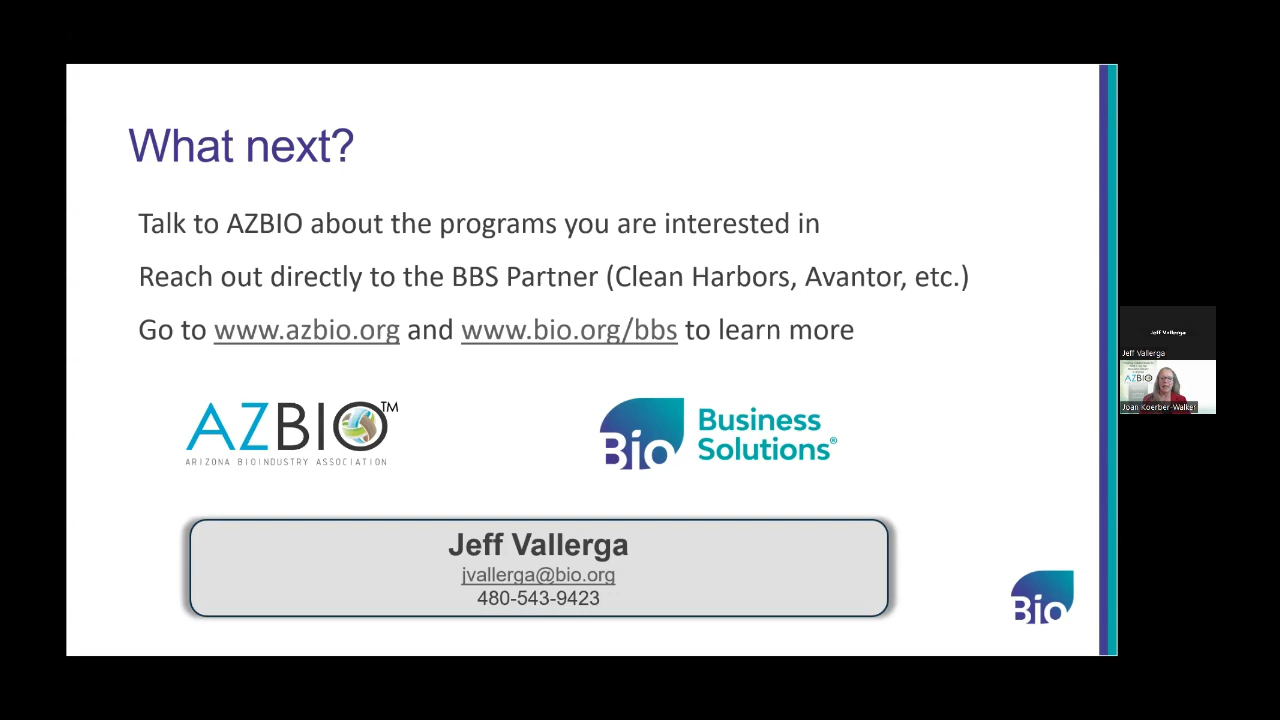 What next?
Talk to AZBIO about the programs you are interested in
Reach out directly to the BBS Partner (Clean Harbors, Avantor, etc.)
Go to www.azbio.org and www.bio.org/bbs to learn more
AZBIO™
ARIZONA BIOINDUSTRY ASSOCIATION
Bio
Business
Solutions®
Jeff Vallerga
jvallerga@bio.org
480-543-9423
Bio
Jeff Vallerga
Jeff Vallerga
AZBIO
Joan Koerber-Walker